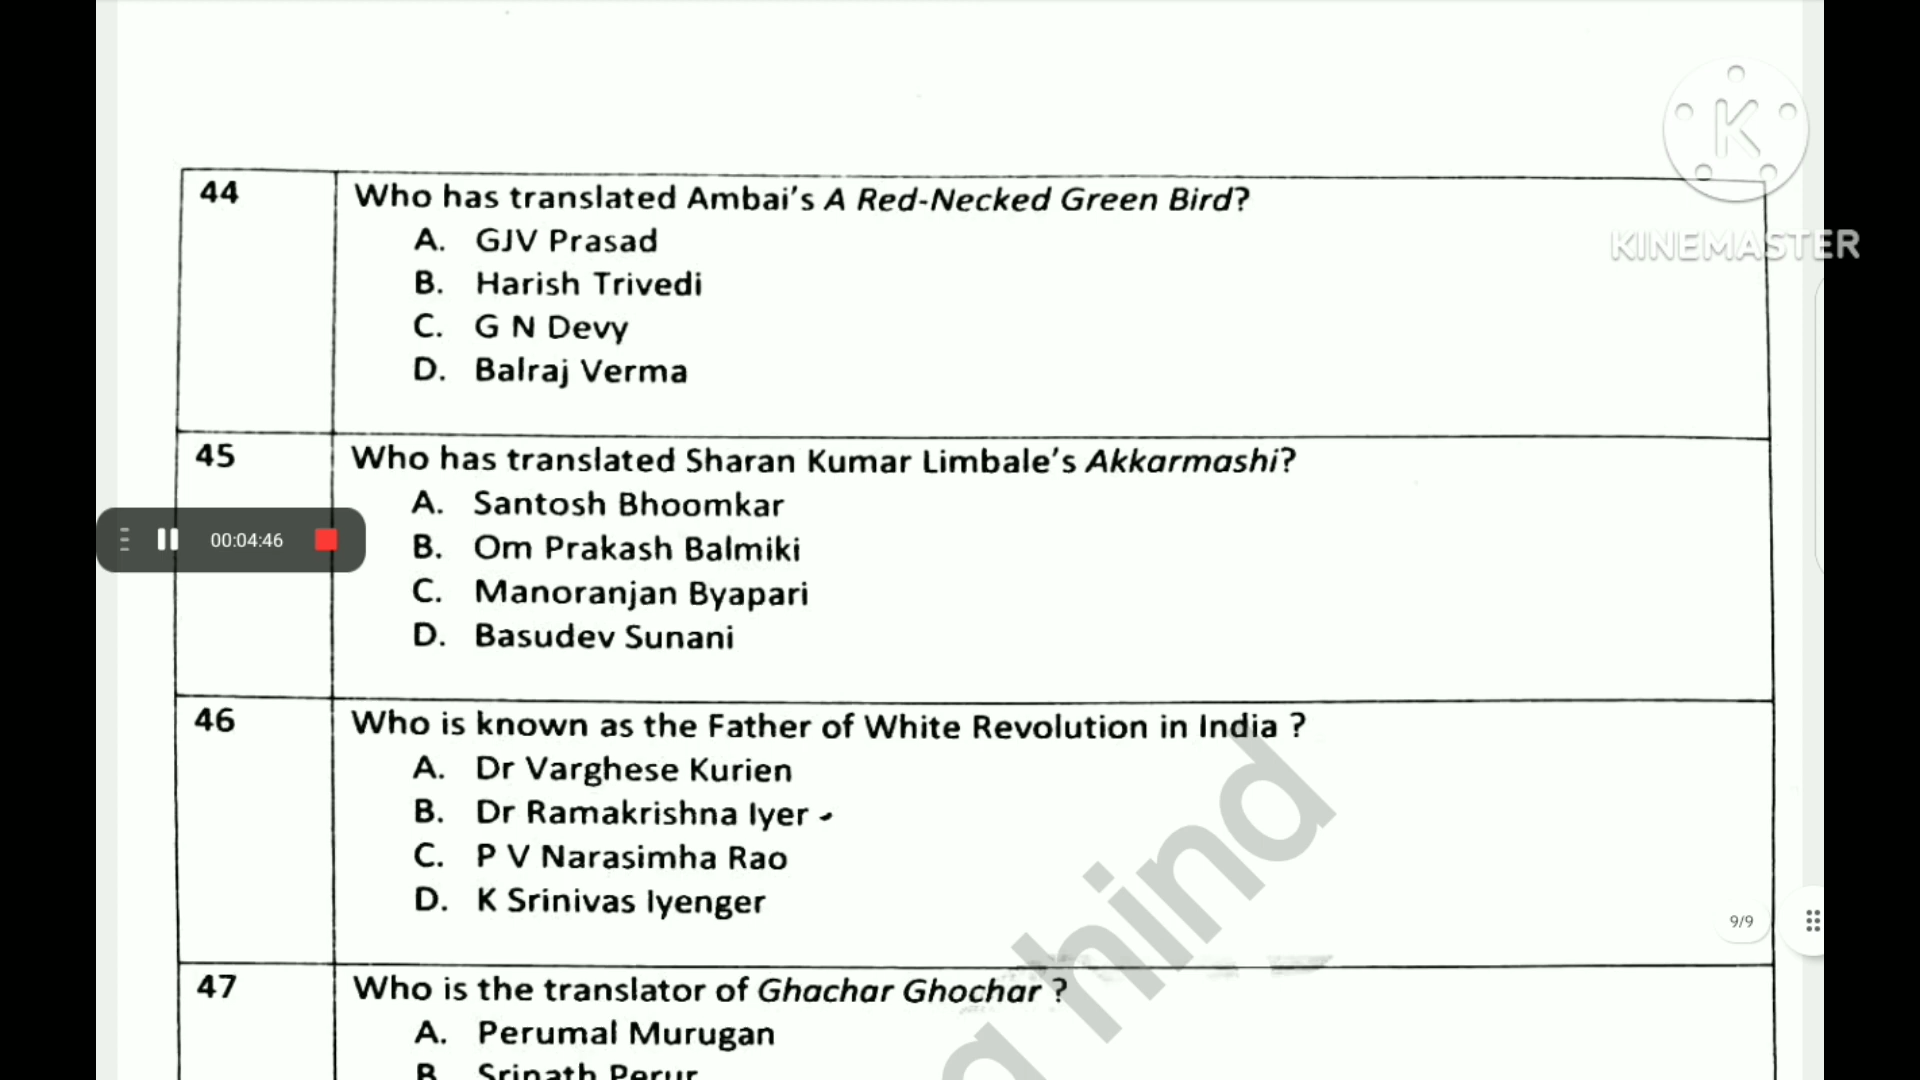 K
KINEMASTER
44
Who has translated Ambai's A Red-Necked Green Bird?
A. GJV Prasad
B. Harish Trivedi
C. G N Devy
D. Balraj Verma
45
Who has translated Sharan Kumar Limbale's Akkarmashi?
A. Santosh Bhoomkar
B. Om Prakash Balmiki
C. Manoranjan Byapari
D. Basudev Sunani
00:04:46
46
Who is known as the Father of White Revolution in India ?
A. Dr Varghese Kurien
B. Dr Ramakrishna Iyer
C. P V Narasimha Rao
D. K Srinivas Iyenger
9/9
47
Who is the translator of Ghachar Ghochar ?
A. Perumal Murugan
B. Srinath Perur
hind